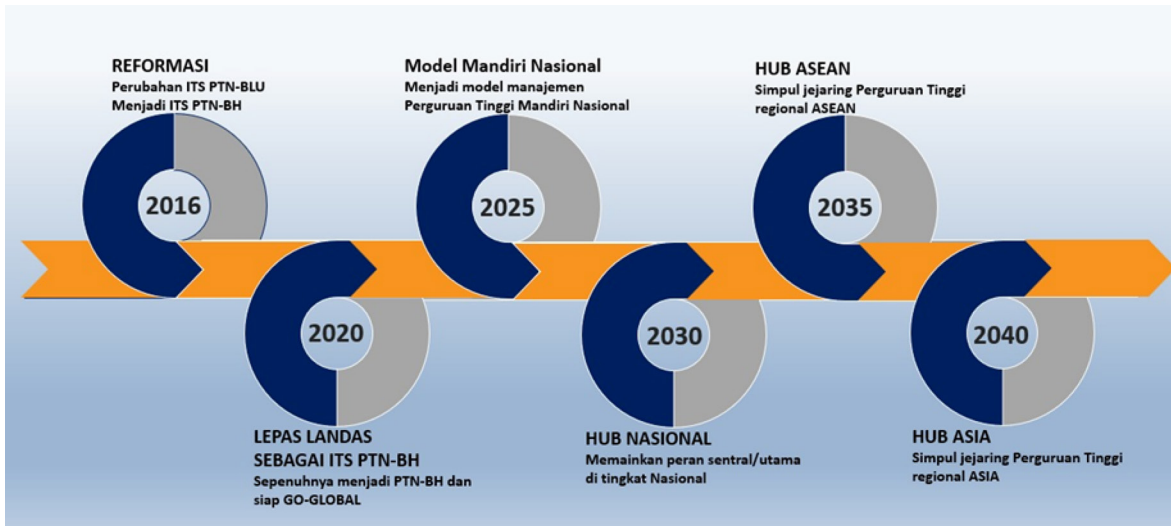 REFORMASI
Perubahan ITS PTN-BLU
Menjadi ITS PTN-BH
2016
LEPAS LANDAS
SEBAGAI ITS PTN-BH
Sepenuhnya menjadi PTN-BH dan
siap GO-GLOBAL
2020
Model Mandiri Nasional
Menjadi model manajemen
Perguruan Tinggi Mandiri Nasional
2025
HUB NASIONAL
Memainkan peran sentral/utama
di tingkat Nasional
2030
HUB ASEAN
Simpul jejaring Perguruan Tinggi
regional ASEAN
2035
HUB ASIA
Simpul jejaring Perguruan Tinggi
regional ASIA
2040